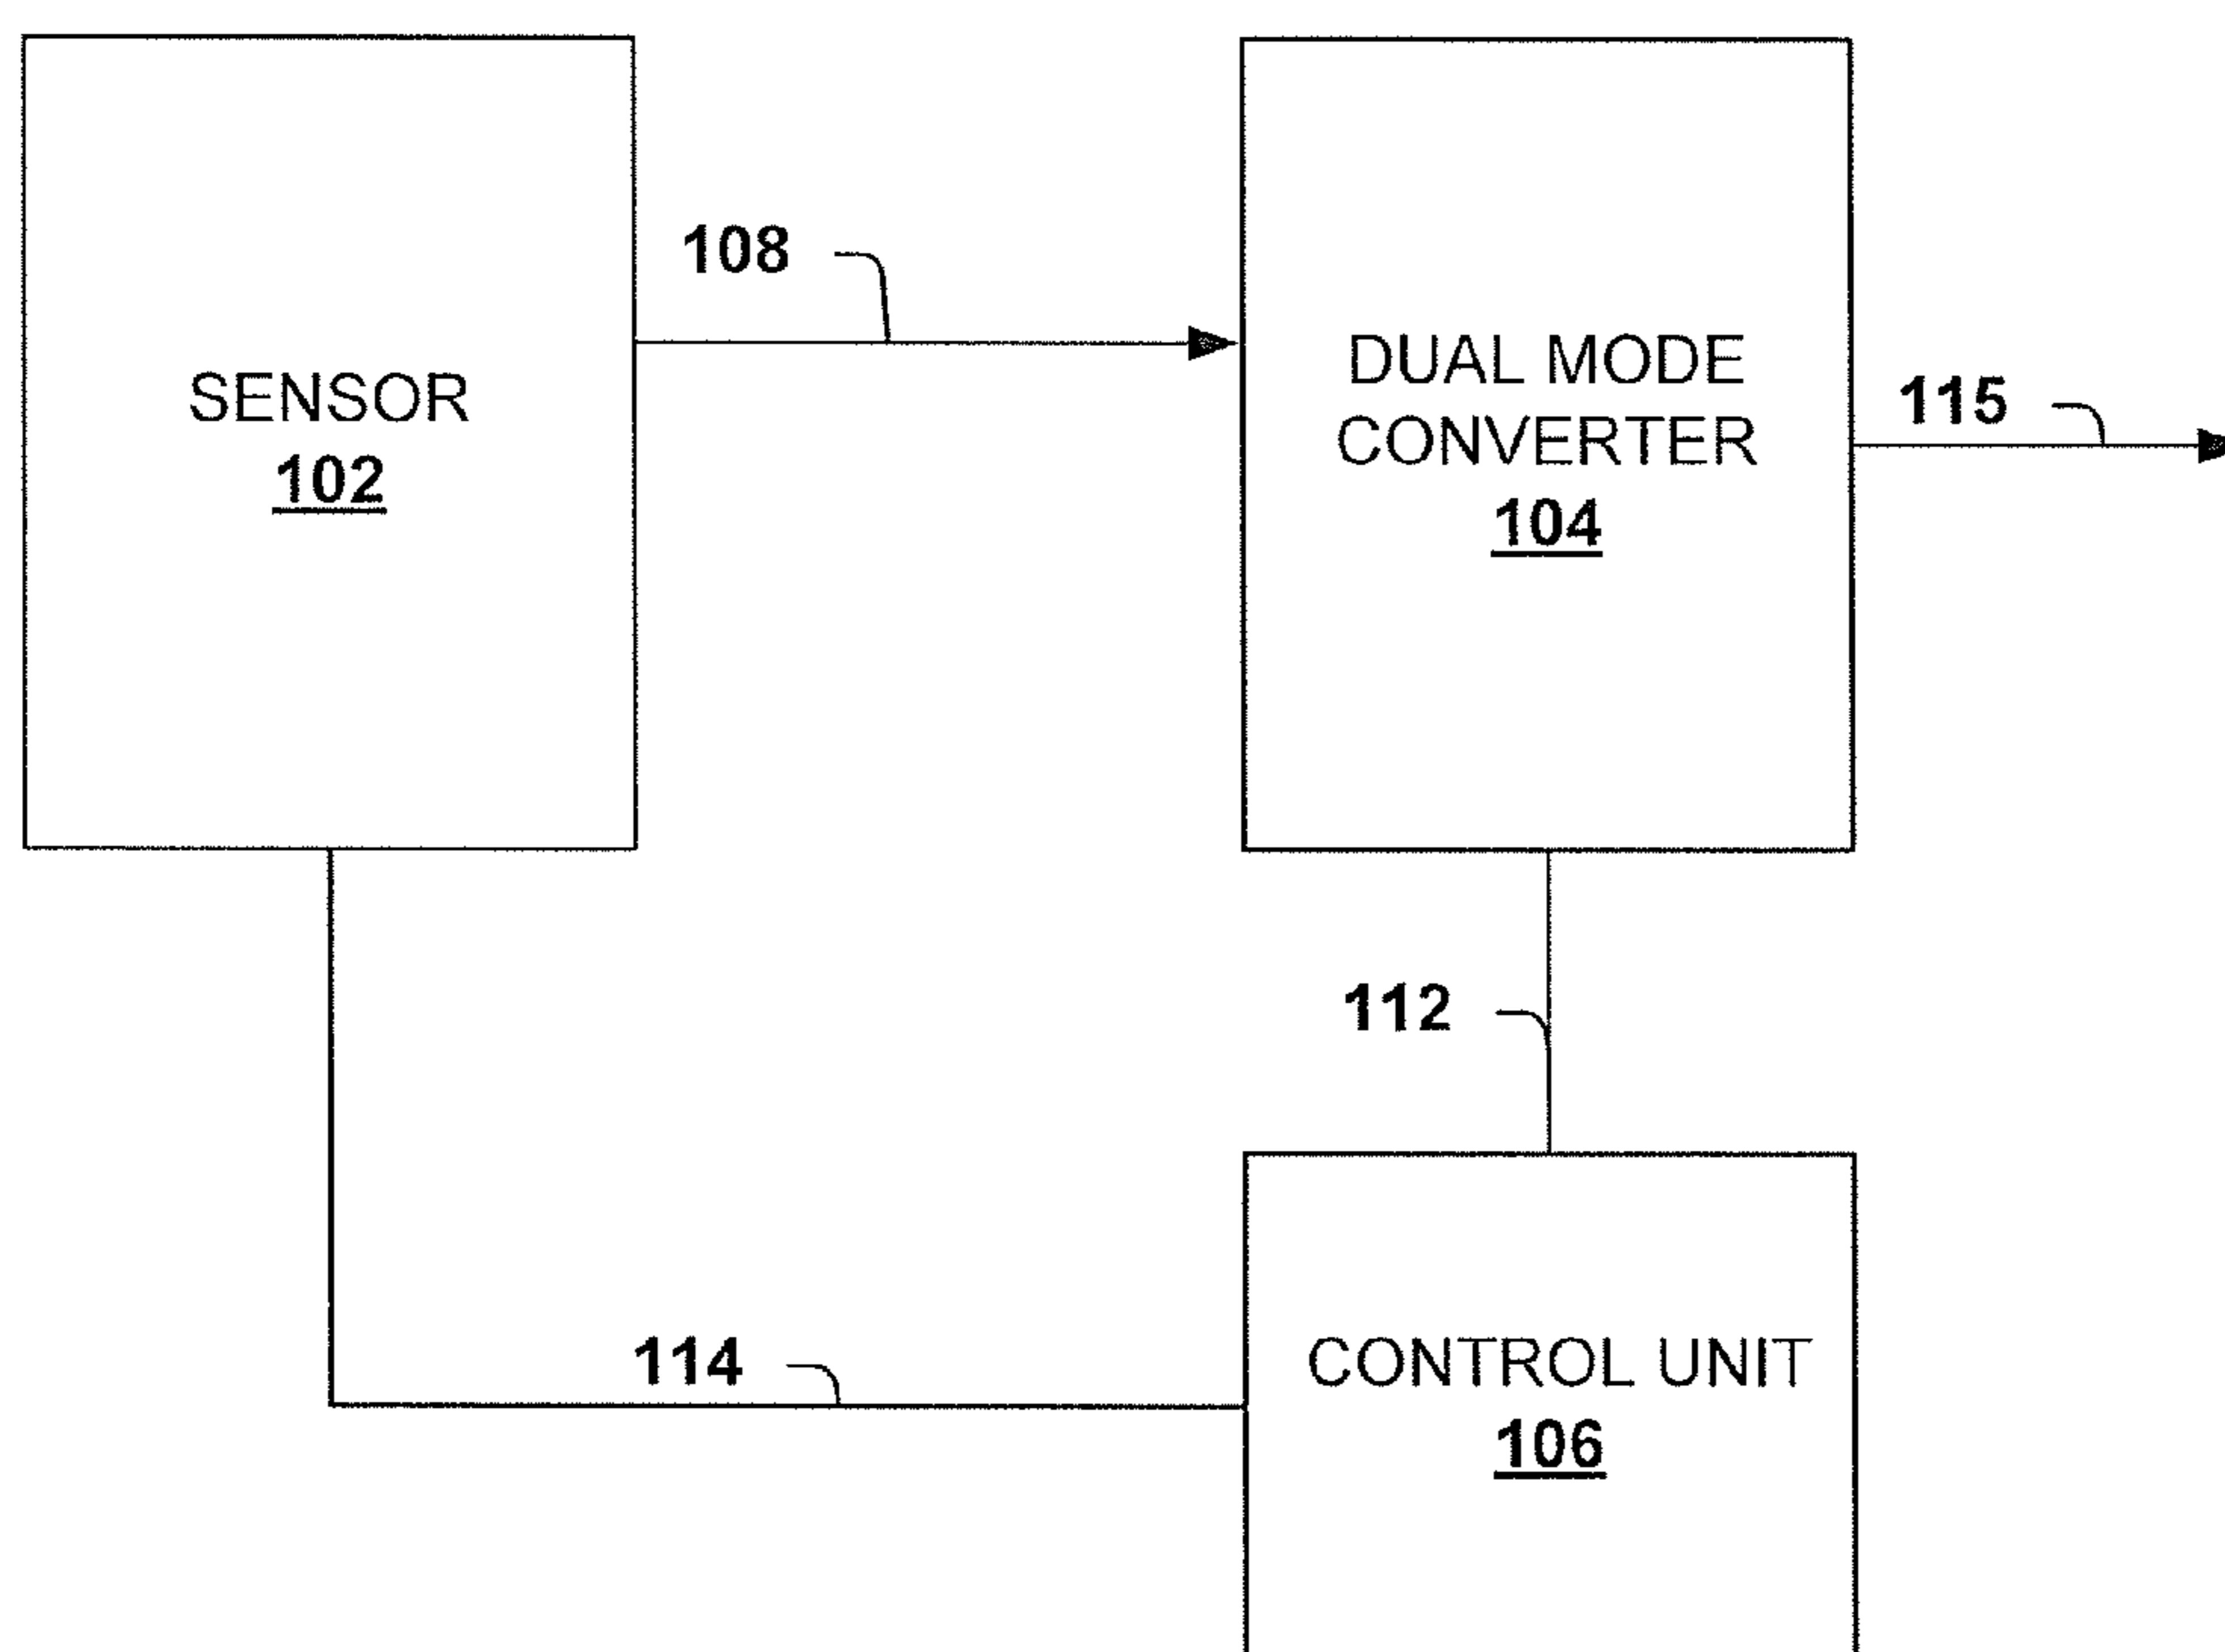 108
SENSOR
102
DUAL MODE
CONVERTER
104
115
112
114
CONTROL UNIT
106